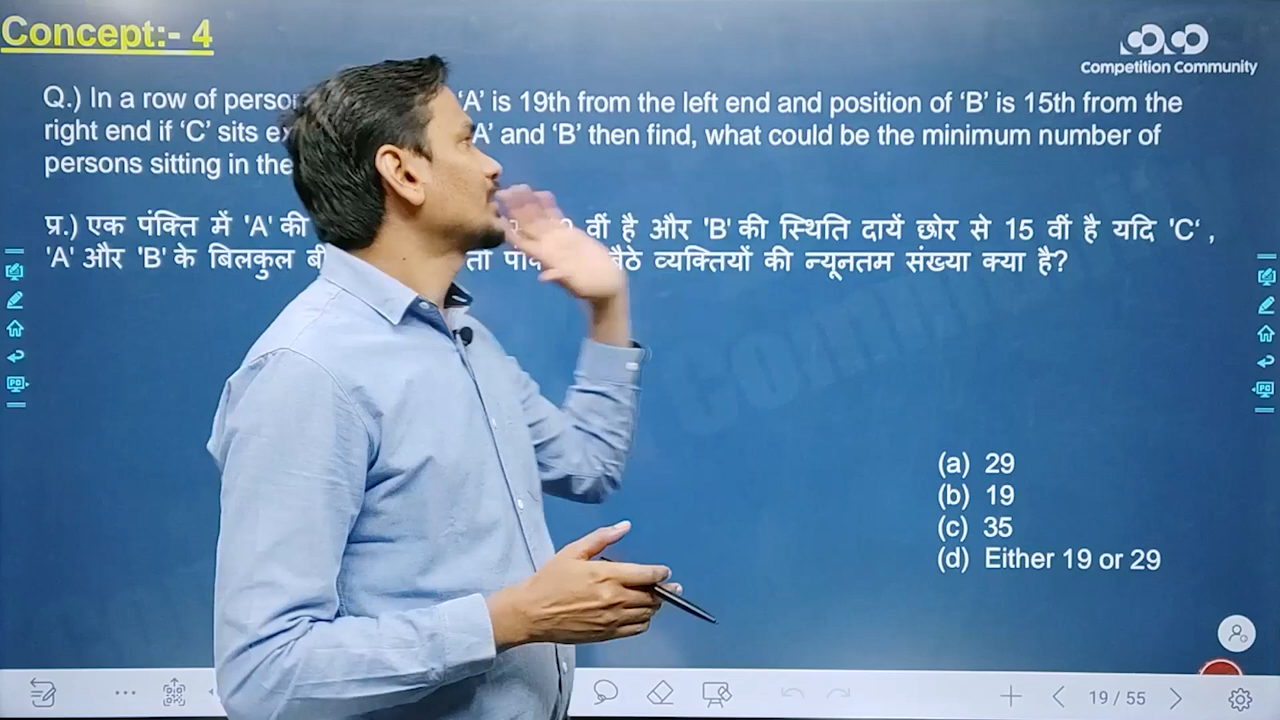 Concept:- 4
Competition Community
Q.) In a row of 'A' is 19th from the left end and position of 'B' is 15th from the
right end if 'C' sits 'A' and 'B' then find, what could be the minimum number of
persons sitting in the
प्र.) एक पंक्ति में 'A' की वीं है और 'B' की स्थिति दायें छोर से 15 वीं है यदि 'C',
'A' और 'B' के बिलकुल व्यक्तियों की न्यूनतम संख्या क्या है?
(a) 29
(b) 19
(c) 35
(d) Either 19 or 29
19 / 55